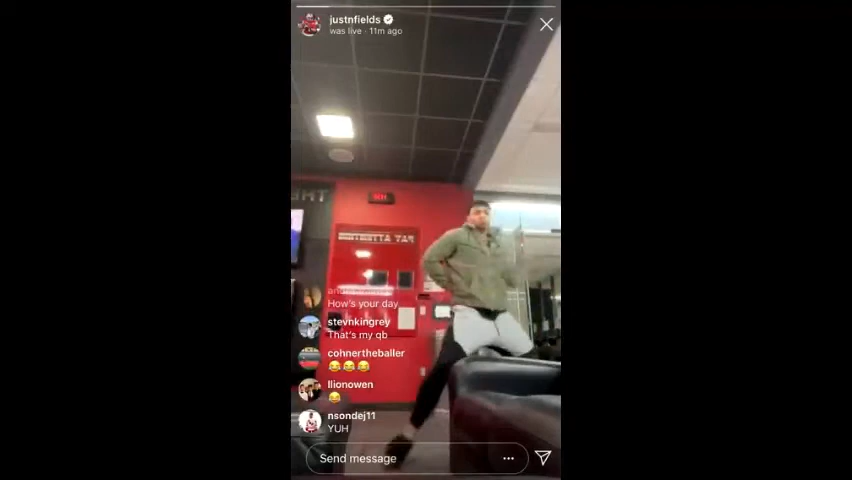 justnfields
was live · 11m ago
How's your day
stevnkingrey
That's my qb
cohnertheballer
😂😂😂
llionowen
😂
nsondej11
YUH
Send message